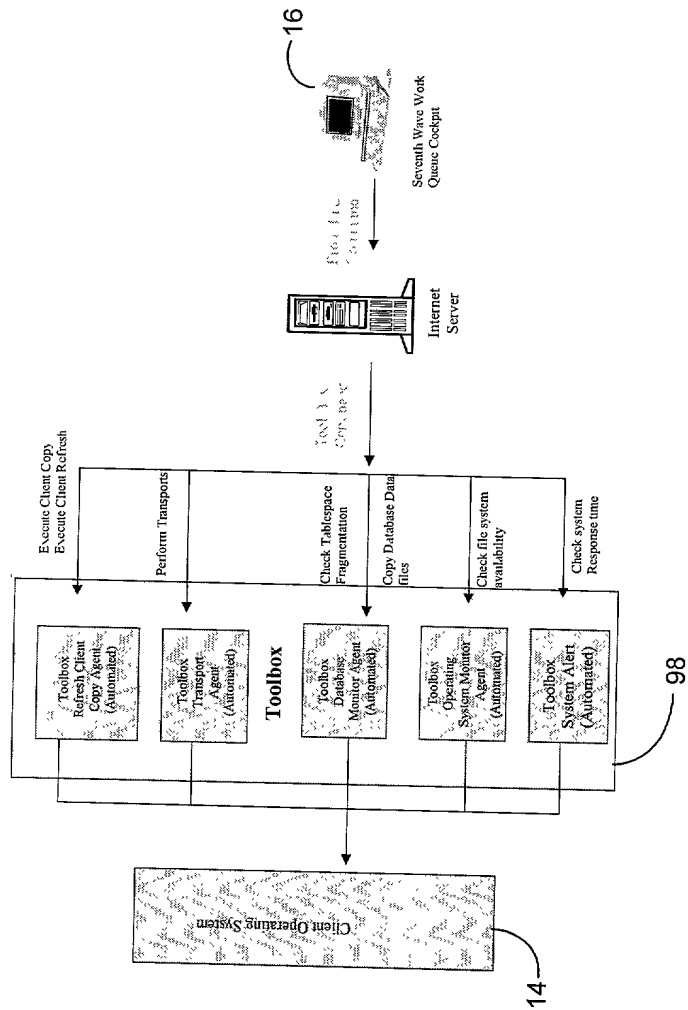 16
Seventh Wave Work
Queue Cockpit
Internet
Server
Execute Client Copy
Execute Client Refresh
Perform Transports
Check Tablespace
Fragmentation
Copy Database Data
files
Check file system
availability
Check system
Response time
Toolbox
Refresh Client
Copy Agent
(Automated)
Toolbox
Transport
Agent
(Automated)
Toolbox
Toolbox
Database
Monitor Agent
(Automated)
Toolbox
Operating
System Monitor
Agent
(Automated)
Toolbox
System Alert
(Automated)
98
Client Operating System
14